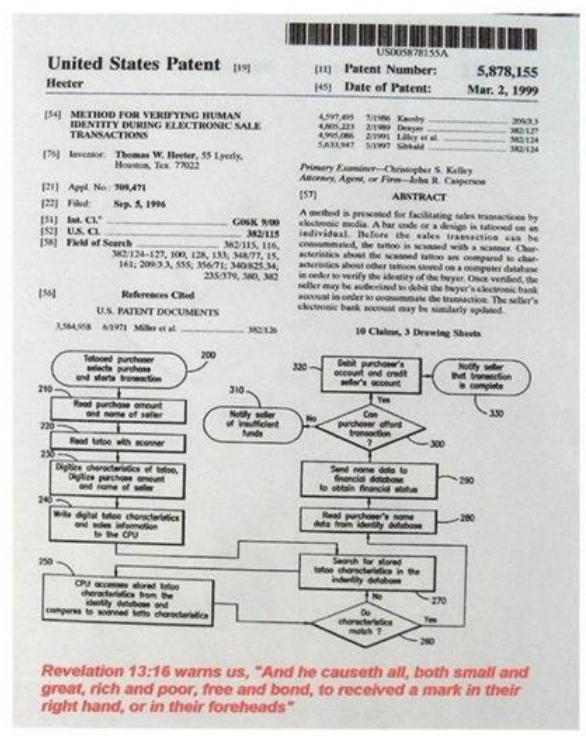 US005878155A
United States Patent [19]
Heeter
[11] Patent Number: 5,878,155
[45] Date of Patent: Mar. 2, 1999
[54] METHOD FOR VERIFYING HUMAN
IDENTITY DURING ELECTRONIC SALE
TRANSACTIONS
[76] Inventor: Thomas W. Heeter, 55 Lyerly,
Houston, Tex. 77022
[21] Appl. No.: 709,471
[22] Filed: Sep. 5, 1996
[51] Int. Cl.⁶ G06K 9/00
[52] U.S. Cl. 382/115
[58] Field of Search 382/115, 116,
382/124-127, 100, 128, 133; 348/77, 15,
161; 209/3.3, 555; 356/71; 340/825.34;
235/379, 380, 382
[56] References Cited
U.S. PATENT DOCUMENTS
3,584,958 6/1971 Miller et al. 382/126
4,597,495 7/1986 Knosby 209/3.3
4,805,223 2/1989 Denyer 382/127
4,995,086 2/1991 Lilley et al. 382/124
5,633,947 5/1997 Sibbald 382/124
Primary Examiner—Christopher S. Kelley
Attorney, Agent, or Firm—John R. Casperson
[57] ABSTRACT
A method is presented for facilitating sales transactions by
electronic media. A bar code or a design is tattooed on an
individual. Before the sales transaction can be
consummated, the tattoo is scanned with a scanner. Char-
acteristics about the scanned tattoo are compared to char-
acteristics about other tattoos stored on a computer database
in order to verify the identity of the buyer. Once verified, the
seller may be authorized to debit the buyer's electronic bank
account in order to consummate the transaction. The seller's
electronic bank account may be similarly updated.
10 Claims, 3 Drawing Sheets
Tatooed purchaser
selects purchase
and starts transaction
200
210
Read purchase amount
and name of seller
220
Read tatoo with scanner
230
Digitize characteristics of tatoo,
Digitize purchase amount
and name of seller
240
Write digital tatoo characteristics
and sales information
to the CPU
250
CPU accesses stored tatoo
characteristics from the
identity database and
compares to scanned tatto characteristics
320
Debit purchaser's
account and credit
seller's account
Notify seller
that transaction
is complete
330
310
Notify seller
of insufficient
funds
No
Yes
Can
purchaser afford
transaction
?
300
Send name data to
financial database
to obtain financial status
290
Read purchaser's name
data from identity database
280
Search for stored
tatoo characteristics in the
indentity database
270
No
Do
characteristics
match ?
Yes
260
Revelation 13:16 warns us, "And he causeth all, both small and
great, rich and poor, free and bond, to received a mark in their
right hand, or in their foreheads"